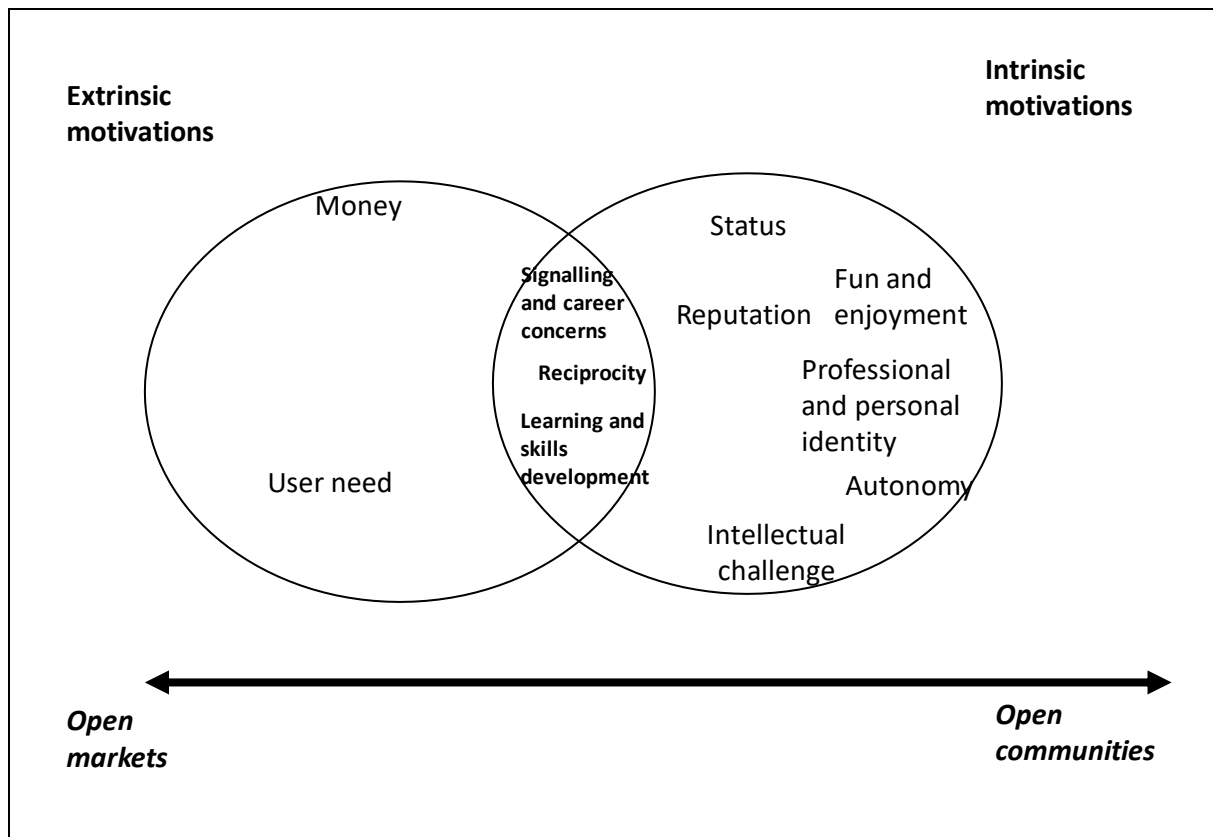 Extrinsic
motivations
Intrinsic
motivations
Money
User need
Signalling
and career
concerns
Reciprocity
Learning and
skills
development
Status
Fun and
enjoyment
Reputation
Professional
and personal
identity
Autonomy
Intellectual
challenge
Open
markets
Open
communities